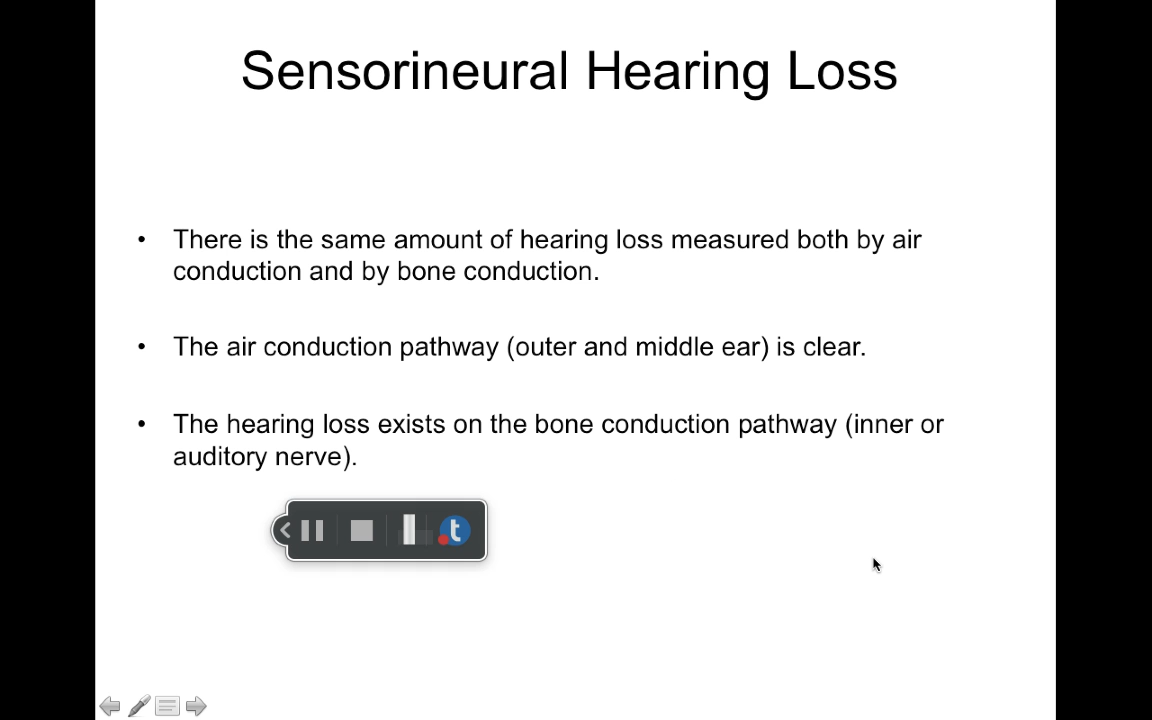 Sensorineural Hearing Loss
• There is the same amount of hearing loss measured both by air
conduction and by bone conduction.
• The air conduction pathway (outer and middle ear) is clear.
• The hearing loss exists on the bone conduction pathway (inner or
auditory nerve).
t